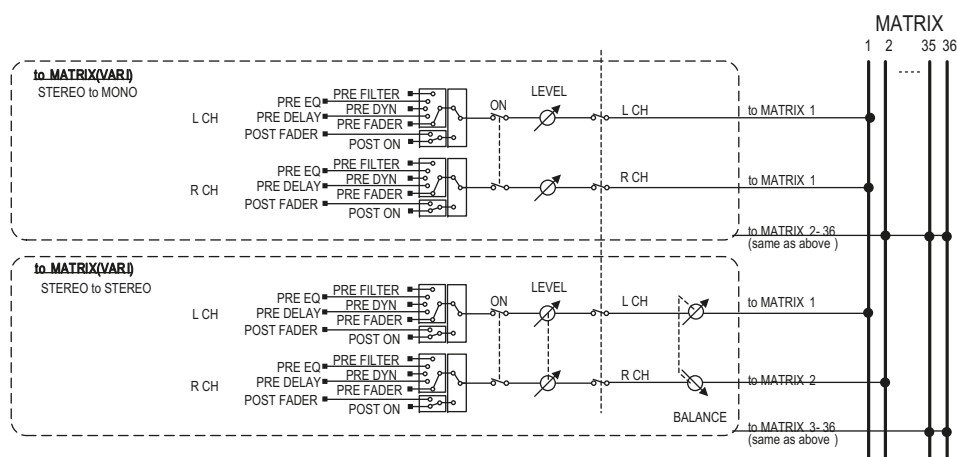 MATRIX
1 2 ..... 35 36
to MATRIX(VARI)
STEREO to MONO
L CH
PRE FILTER
PRE EQ
PRE DYN
PRE DELAY
PRE FADER
POST FADER
POST ON
ON
LEVEL
L CH
to MATRIX 1
R CH
PRE FILTER
PRE EQ
PRE DYN
PRE DELAY
PRE FADER
POST FADER
POST ON
R CH
to MATRIX 1
to MATRIX 2-36
(same as above )
to MATRIX(VARI)
STEREO to STEREO
L CH
PRE FILTER
PRE EQ
PRE DYN
PRE DELAY
PRE FADER
POST FADER
POST ON
ON
LEVEL
L CH
to MATRIX 1
R CH
PRE FILTER
PRE EQ
PRE DYN
PRE DELAY
PRE FADER
POST FADER
POST ON
R CH
BALANCE
to MATRIX 2
to MATRIX 3-36
(same as above )